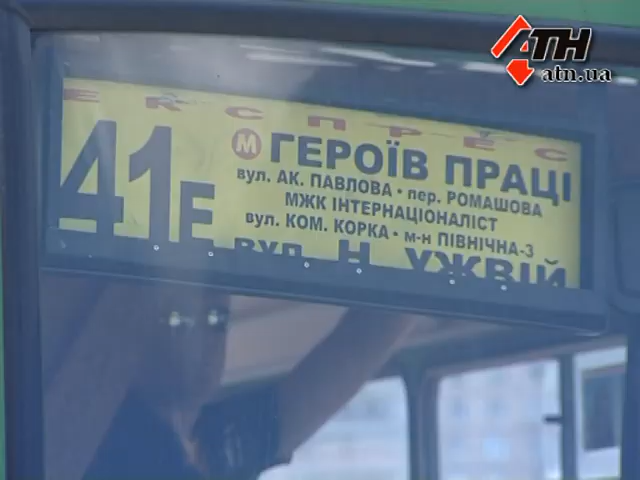 АТН
atn.ua
ЕКСПРЕС
41Е
М ГЕРОЇВ ПРАЦІ
вул. АК. ПАВЛОВА • пер. РОМАШОВА
МЖК ІНТЕРНАЦІОНАЛІСТ
вул. КОМ. КОРКА • м-н ПІВНІЧНА-3
вул. Н. УЖВІЙ